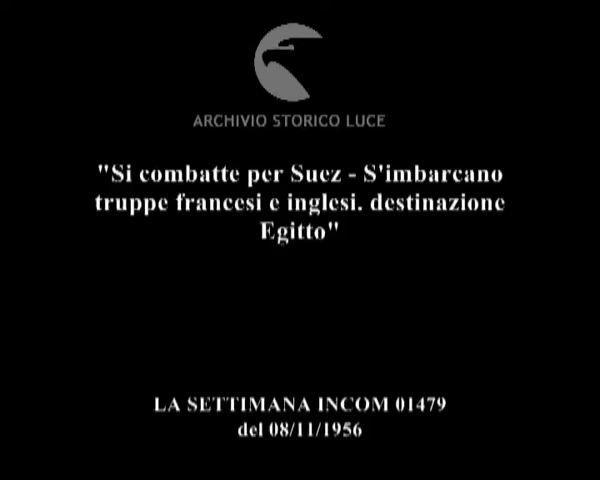 ARCHIVIO STORICO LUCE
"Si combatte per Suez - S'imbarcano
truppe francesi e inglesi. destinazione
Egitto"
LA SETTIMANA INCOM 01479
del 08/11/1956